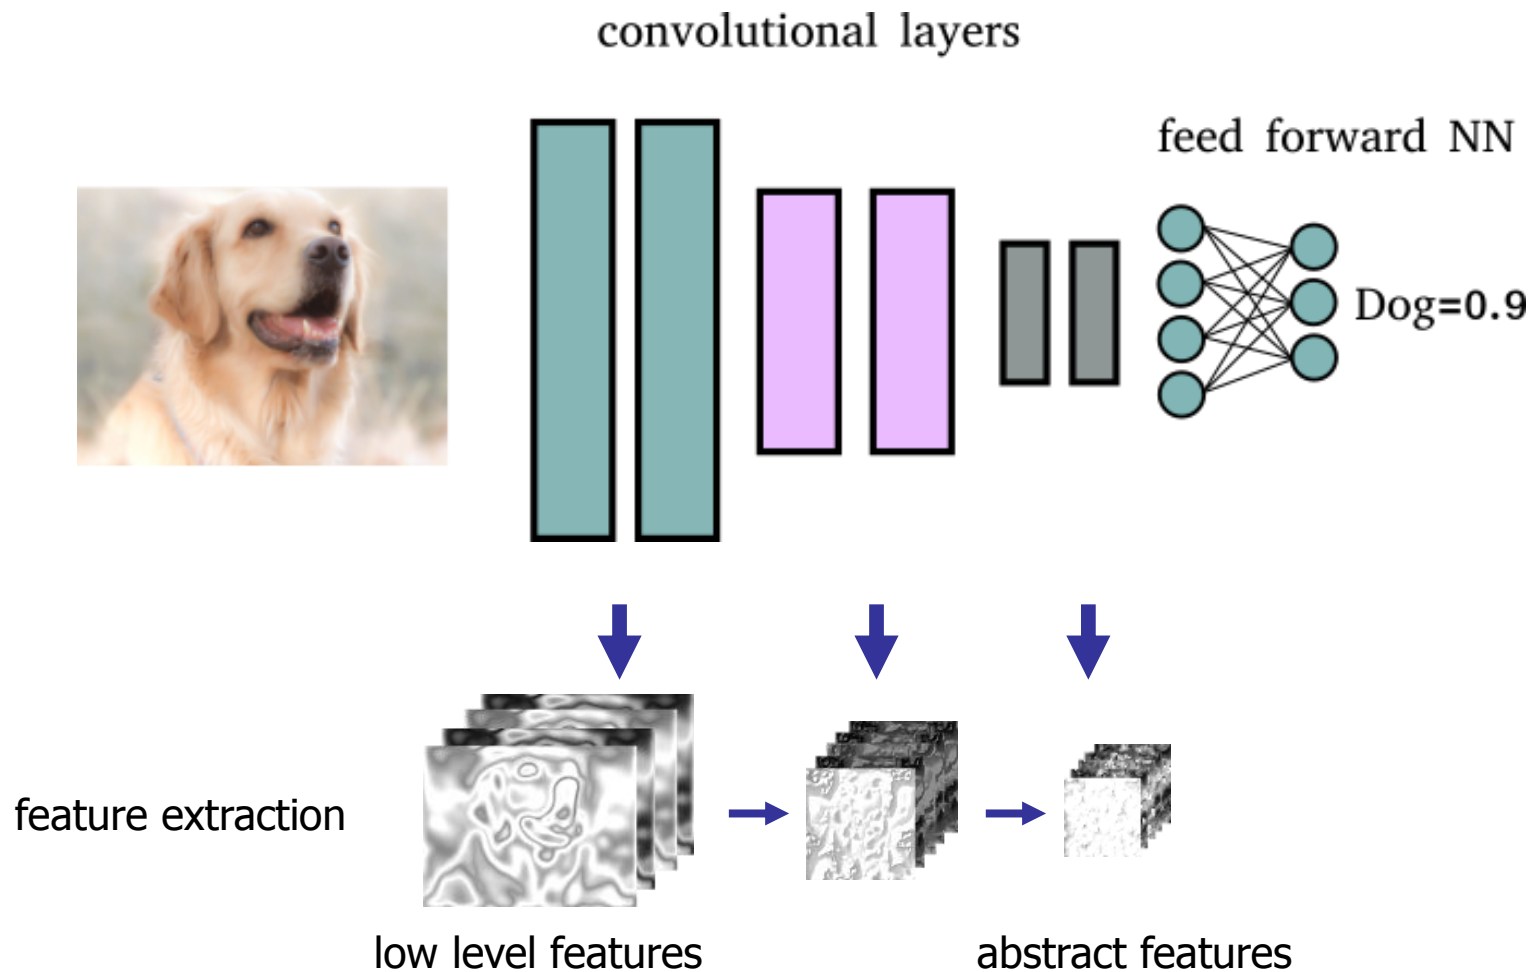 convolutional layers
feed forward NN
Dog=0.9
feature extraction
low level features
abstract features